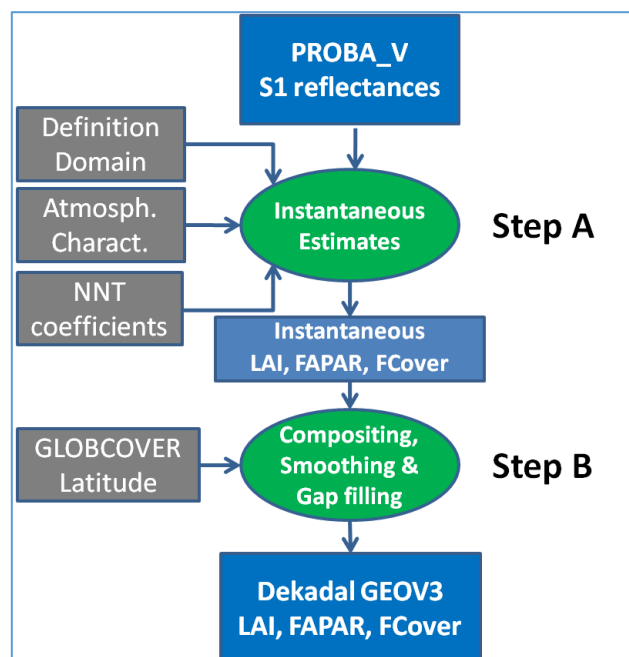 PROBA_V
S1 reflectances
Definition
Domain
Atmosph.
Charact.
NNT
coefficients
Instantaneous
Estimates
Step A
Instantaneous
LAI, FAPAR, FCover
GLOBCOVER
Latitude
Compositing,
Smoothing &
Gap filling
Step B
Dekadal GEOV3
LAI, FAPAR, FCover